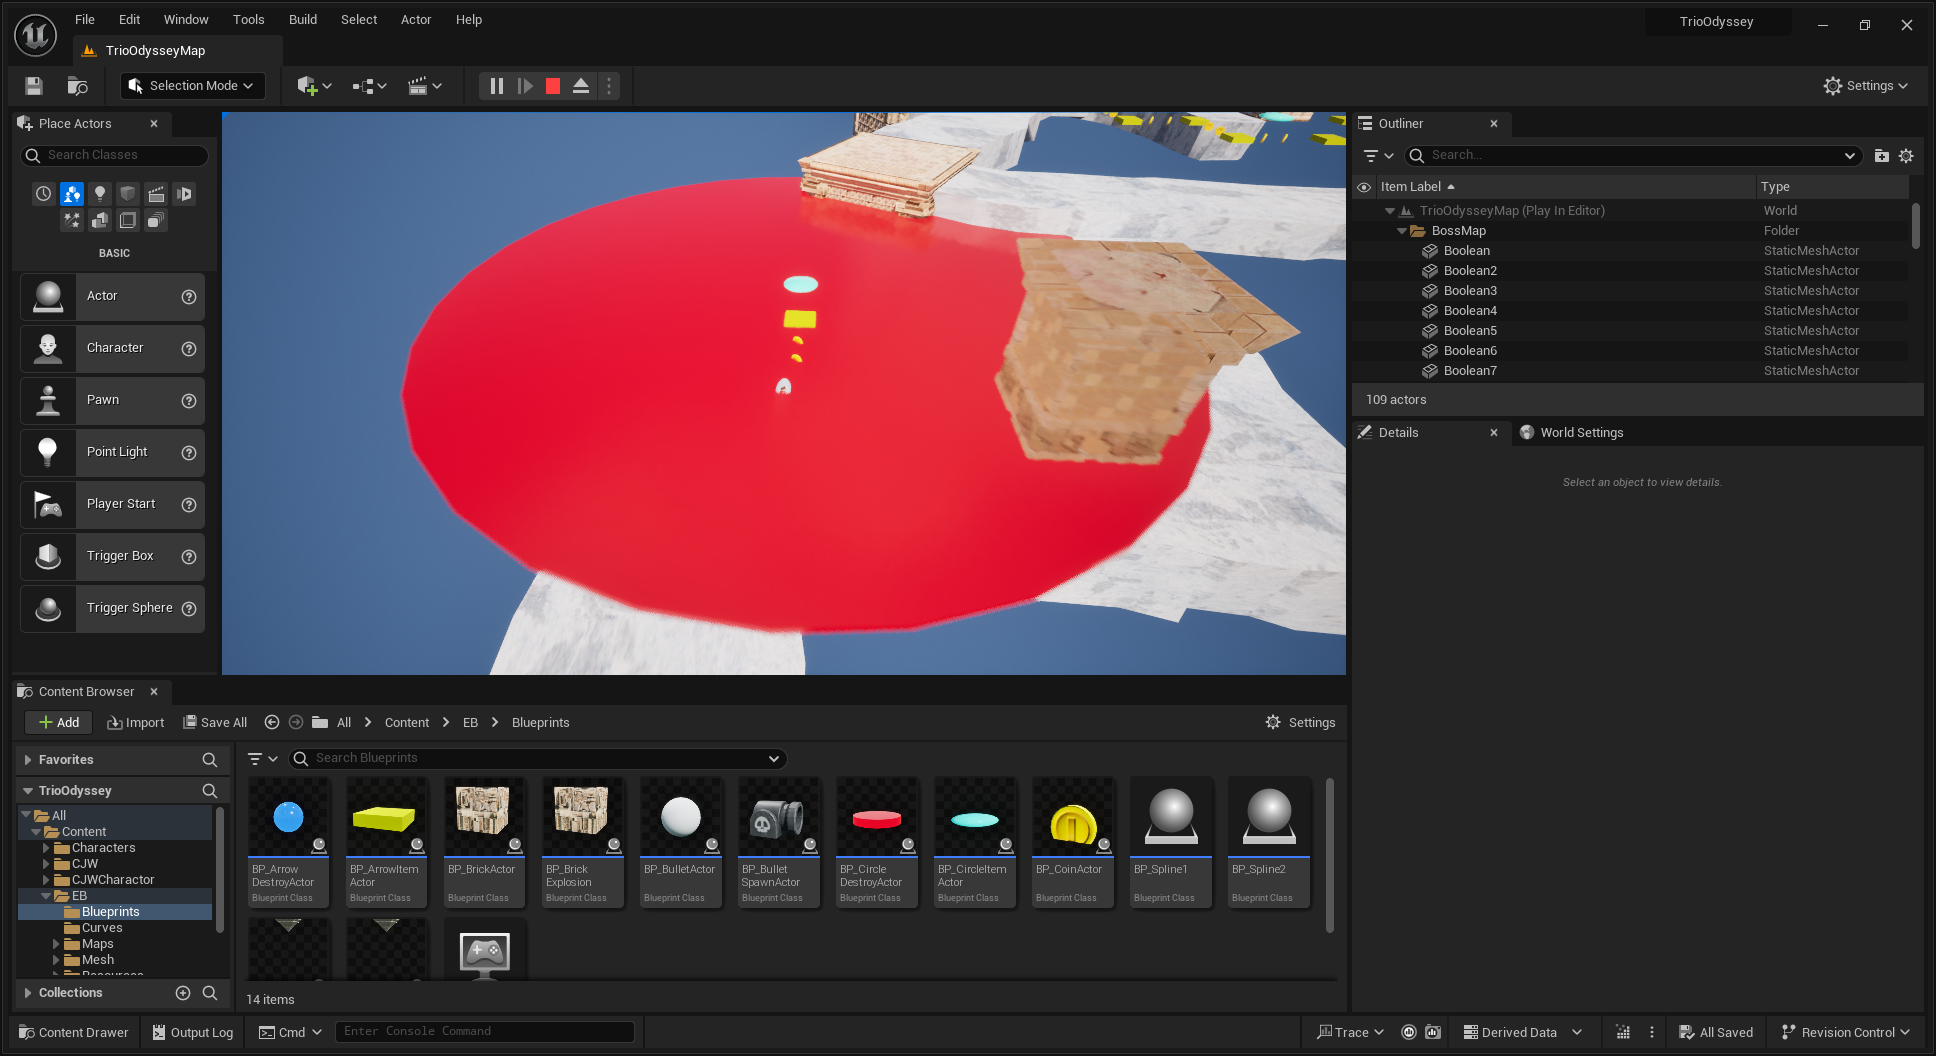 File Edit Window Tools Build Select Actor Help
TrioOdyssey
TrioOdysseyMap
Selection Mode
Settings
Place Actors
Search Classes
BASIC
Actor
Character
Pawn
Point Light
Player Start
Trigger Box
Trigger Sphere
Outliner
Search...
Item Label Type
TrioOdysseyMap (Play In Editor) World
BossMap Folder
Boolean StaticMeshActor
Boolean2 StaticMeshActor
Boolean3 StaticMeshActor
Boolean4 StaticMeshActor
Boolean5 StaticMeshActor
Boolean6 StaticMeshActor
Boolean7 StaticMeshActor
109 actors
Details World Settings
Select an object to view details.
Content Browser
Add Import Save All All Content EB Blueprints Settings
Favorites
TrioOdyssey
All
Content
Characters
CJW
CJWCharactor
EB
Blueprints
Curves
Maps
Mesh
Resources
Collections
Search Blueprints
BP_Arrow
DestroyActor
Blueprint Class
BP_ArrowItem
Actor
Blueprint Class
BP_BrickActor
Blueprint Class
BP_Brick
Explosion
Blueprint Class
BP_BulletActor
Blueprint Class
BP_Bullet
SpawnActor
Blueprint Class
BP_Circle
DestroyActor
Blueprint Class
BP_CircleItem
Actor
Blueprint Class
BP_CoinActor
Blueprint Class
BP_Spline1
Blueprint Class
BP_Spline2
Blueprint Class
14 items
Content Drawer Output Log Cmd Enter Console Command Trace Derived Data All Saved Revision Control